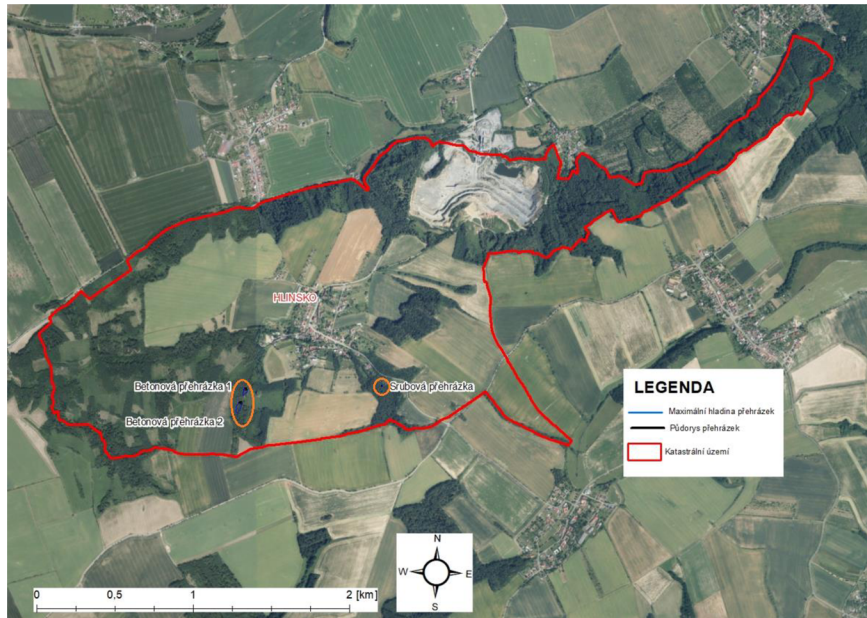 HLINSKO
Betonová přehrázka 1
Srubová přehrázka
Betonová přehrázka 2
LEGENDA
Maximální hladina přehrázek
Půdorys přehrázek
Katastrální území
N
W E
S
0 0,5 1 2 [km]